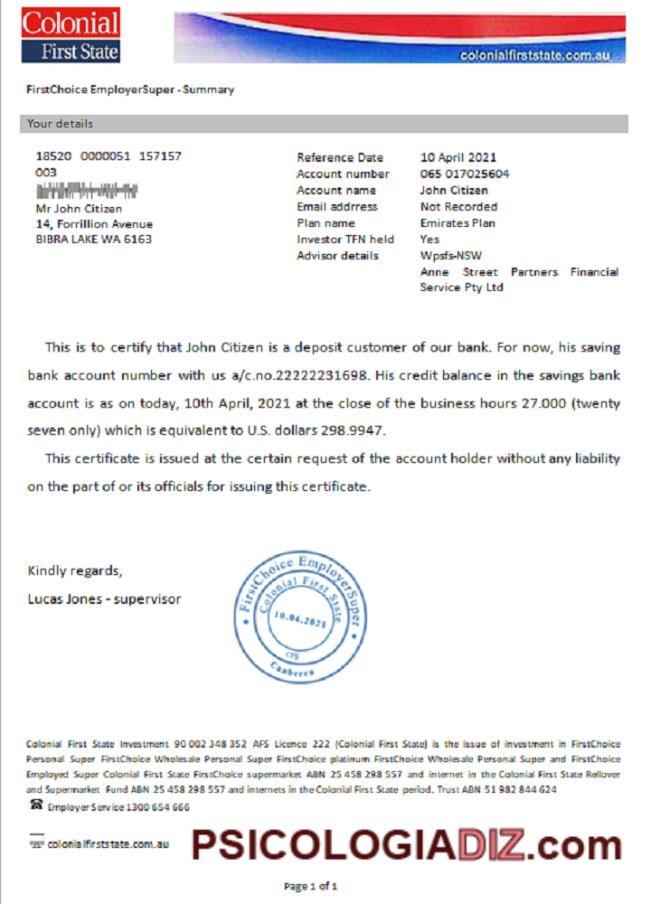 Colonial
First State
colonialfirststate.com.au
FirstChoice EmployerSuper - Summary
Your details
18520 0000051 157157
003
Mr John Citizen
14, Forrillion Avenue
BIBRA LAKE WA 6163
Reference Date 10 April 2021
Account number 065 017025604
Account name John Citizen
Email adrress Not Recorded
Plan name Emirates Plan
Investor TFN held Yes
Advisor details Wpsfs-NSW
Anne Street Partners Financial
Service Pty Ltd
This is to certify that John Citizen is a deposit customer of our bank. For now, his saving
bank account number with us a/c.no.22222231698. His credit balance in the savings bank
account is as on today, 10th April, 2021 at the close of the business hours 27.000 (twenty
seven only) which is equivalent to U.S. dollars 298.9947.
This certificate is issued at the certain request of the account holder without any liability
on the part of or its officials for issuing this certificate.
Kindly regards,
Lucas Jones - supervisor
FirstChoice EmployerSuper
Colonial First State
10.04.2021
CFS
Canberra
Colonial First State Investment 90 002 348 352 AFS Licence 222 (Colonial First State) is the issue of investment in FirstChoice
Personal Super FirstChoice Wholesale Personal Super FirstChoice platinum FirstChoice Wholesale Personal Super and FirstChoice
Employed Super Colonial First State FirstChoice supermarket ABN 25 458 298 557 and internet in the Colonial First State Rollover
and Supermarket Fund ABN 25 458 298 557 and internets in the Colonial First State period. Trust ABN 51 982 844 624
Employer Service 1300 654 666
colonialfirststate.com.au
PSICOLOGIADIZ.com
Page 1 of 1